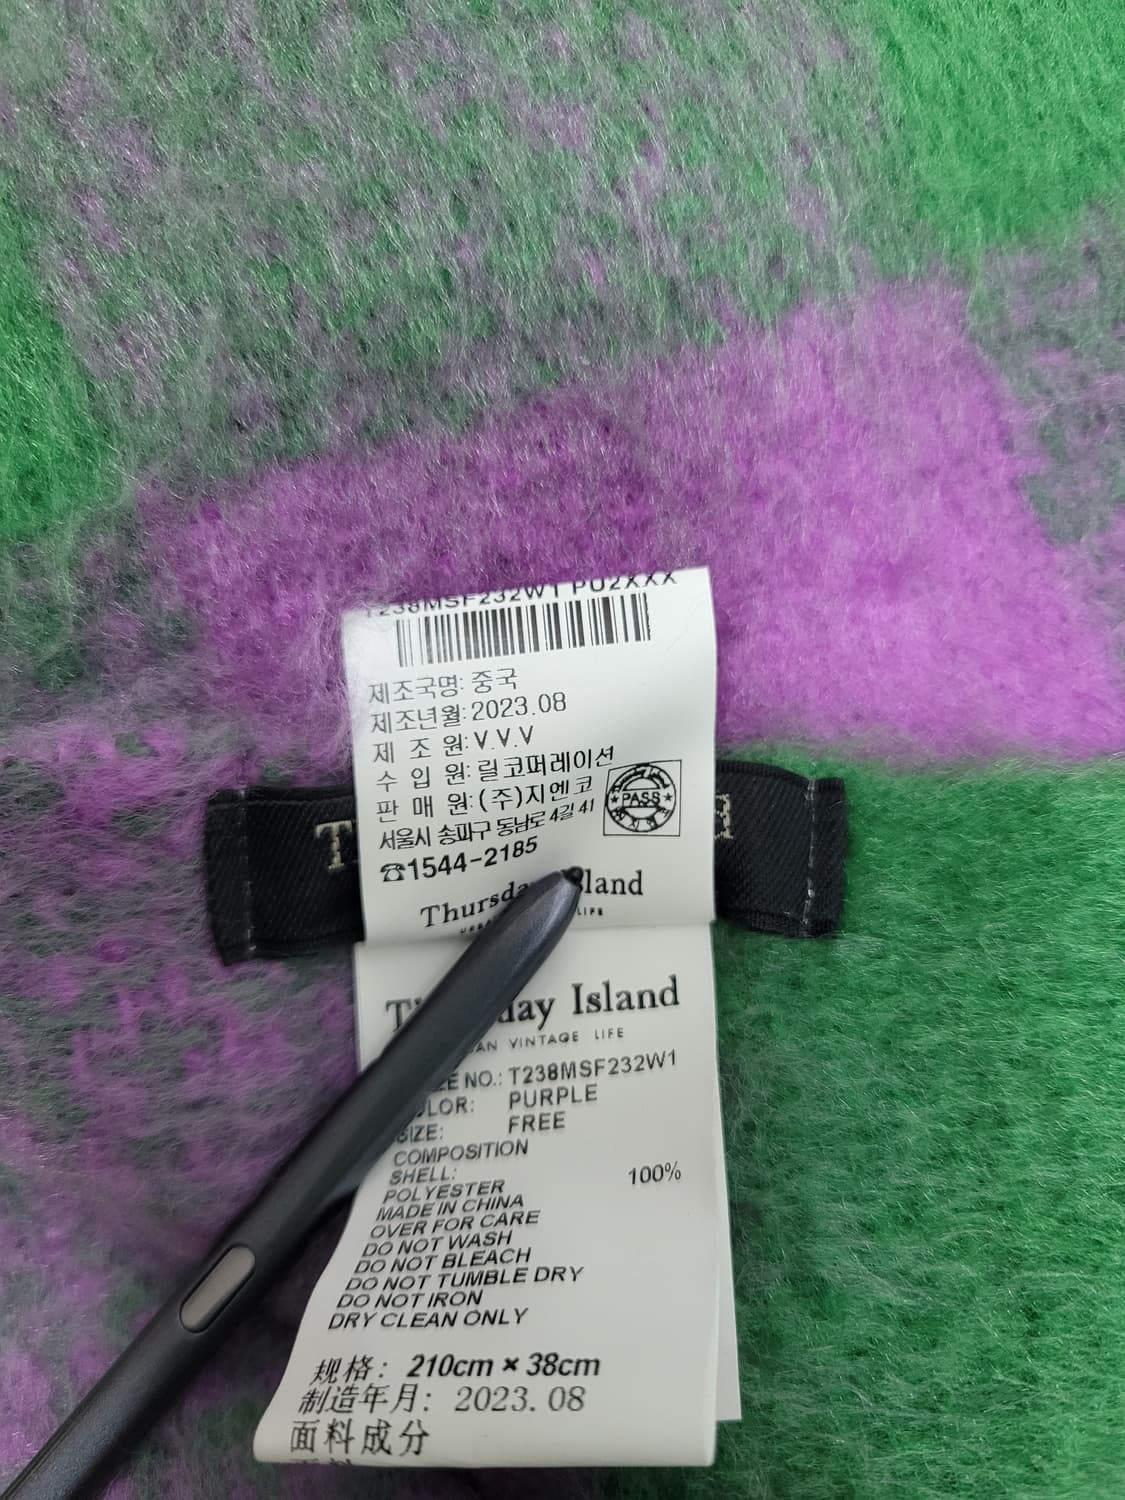 T238MSF232W1 PU2XXX
제조국명: 중국
제조년월: 2023.08
제 조 원: V.V.V
수 입 원: 릴코퍼레이션
판 매 원: (주)지엔코
서울시 송파구 동남로 4길 41
☎1544-2185
PASS
Thursday Island
LIFE
Island
VINTAGE LIFE
NO.: T238MSF232W1
PURPLE
SIZE: FREE
COMPOSITION
SHELL:
POLYESTER 100%
MADE IN CHINA
OVER FOR CARE
DO NOT WASH
DO NOT BLEACH
DO NOT TUMBLE DRY
DO NOT IRON
DRY CLEAN ONLY
规格: 210cm × 38cm
制造年月: 2023.08
面料成分